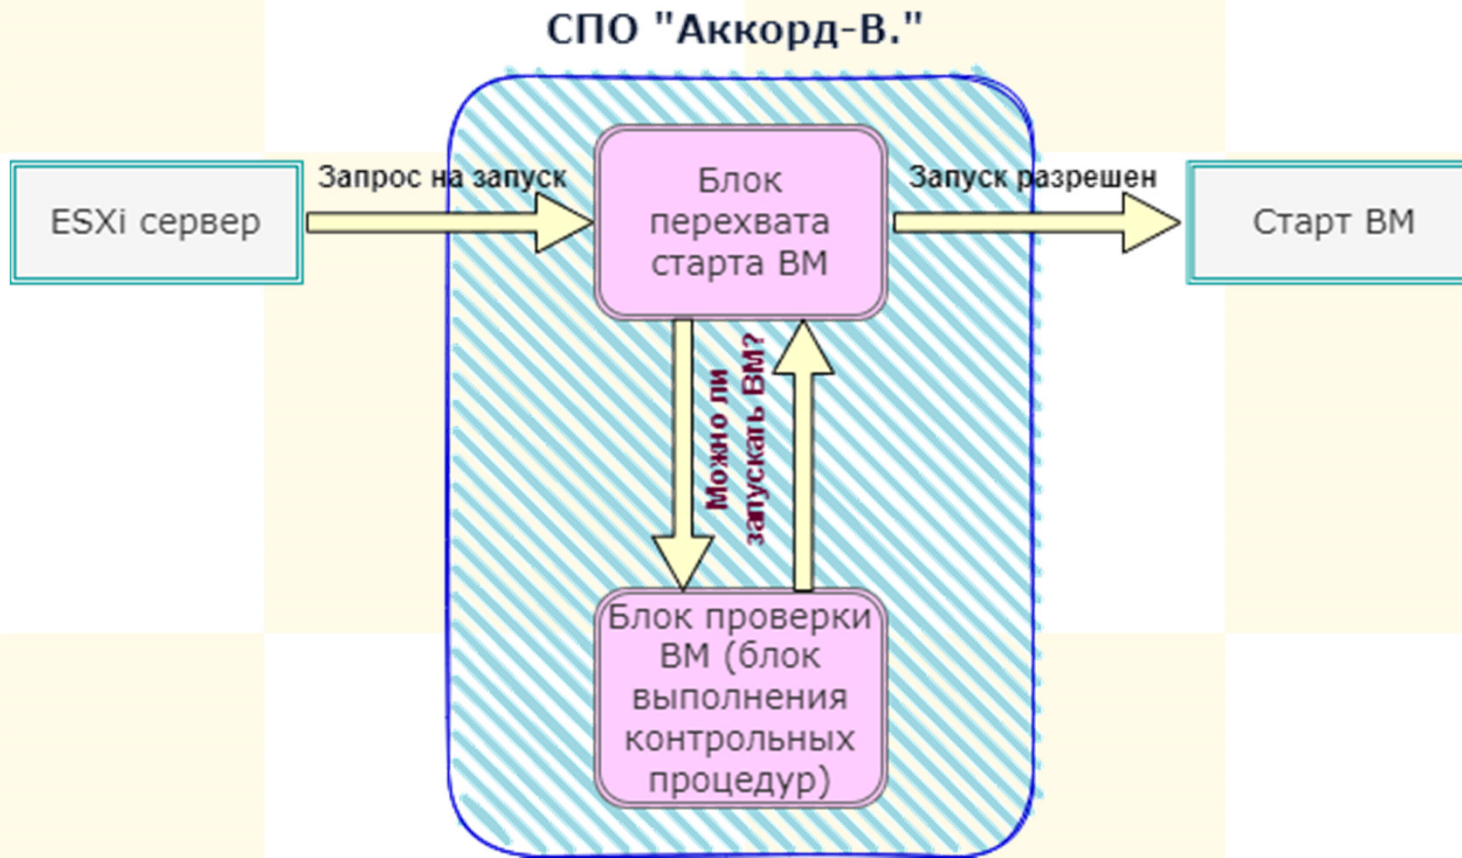 СПО "Аккорд-В."
ESXi сервер
Запрос на запуск
Блок
перехвата
старта ВМ
Запуск разрешен
Старт ВМ
Можно ли
запускать ВМ?
Блок проверки
ВМ (блок
выполнения
контрольных
процедур)